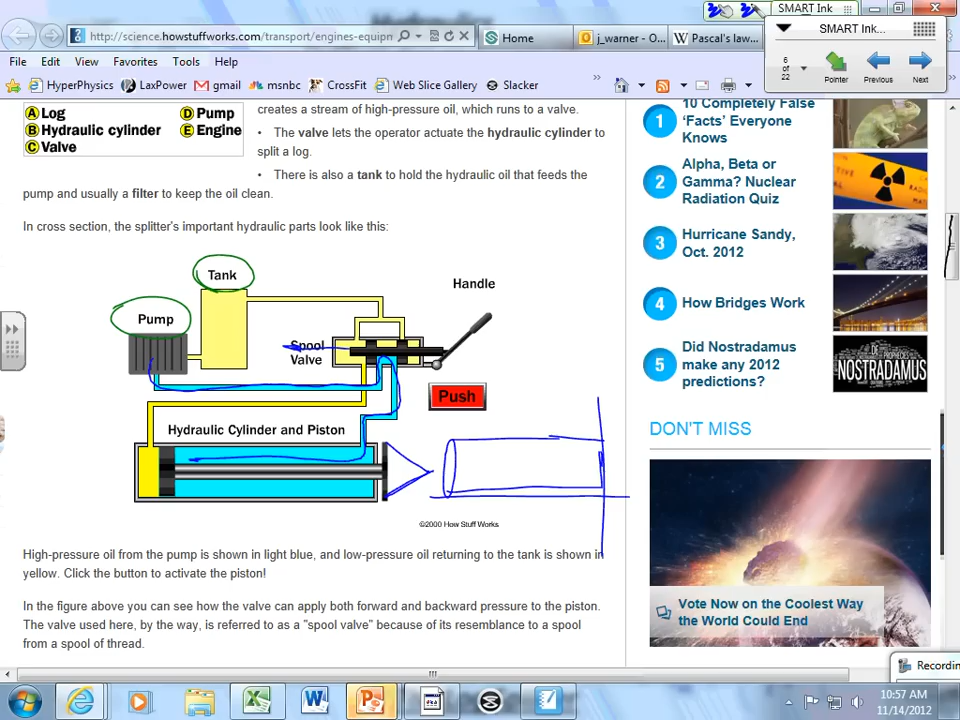 SMART Ink
http://science.howstuffworks.com/transport/engines-equipm
Home
j_warner - O...
Pascal's law...
SMART Ink...
File Edit View Favorites Tools Help
6
of
22
Pointer Previous Next
HyperPhysics LaxPower gmail msnbc CrossFit Web Slice Gallery Slacker
A Log
B Hydraulic cylinder
C Valve
D Pump
E Engine
creates a stream of high-pressure oil, which runs to a valve.
• The valve lets the operator actuate the hydraulic cylinder to
split a log.
• There is also a tank to hold the hydraulic oil that feeds the
pump and usually a filter to keep the oil clean.
In cross section, the splitter's important hydraulic parts look like this:
Tank
Handle
Pump
Spool
Valve
Push
Hydraulic Cylinder and Piston
©2000 How Stuff Works
High-pressure oil from the pump is shown in light blue, and low-pressure oil returning to the tank is shown in
yellow. Click the button to activate the piston!
In the figure above you can see how the valve can apply both forward and backward pressure to the piston.
The valve used here, by the way, is referred to as a "spool valve" because of its resemblance to a spool
from a spool of thread.
1
10 Completely False
'Facts' Everyone
Knows
2
Alpha, Beta or
Gamma? Nuclear
Radiation Quiz
3
Hurricane Sandy,
Oct. 2012
4
How Bridges Work
5
Did Nostradamus
make any 2012
predictions?
NOSTRADAMUS
DON'T MISS
Vote Now on the Coolest Way
the World Could End
Recordin
10:57 AM
11/14/2012